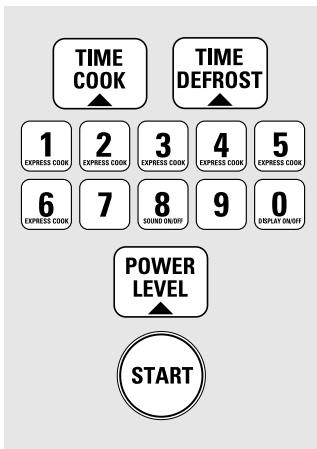 TIME COOK
TIME DEFROST
1 2 3 4 5
EXPRESS COOK EXPRESS COOK EXPRESS COOK EXPRESS COOK EXPRESS COOK
6 7 8 9 0
EXPRESS COOK SOUND ON/OFF DISPLAY ON/OFF
POWER
LEVEL
START